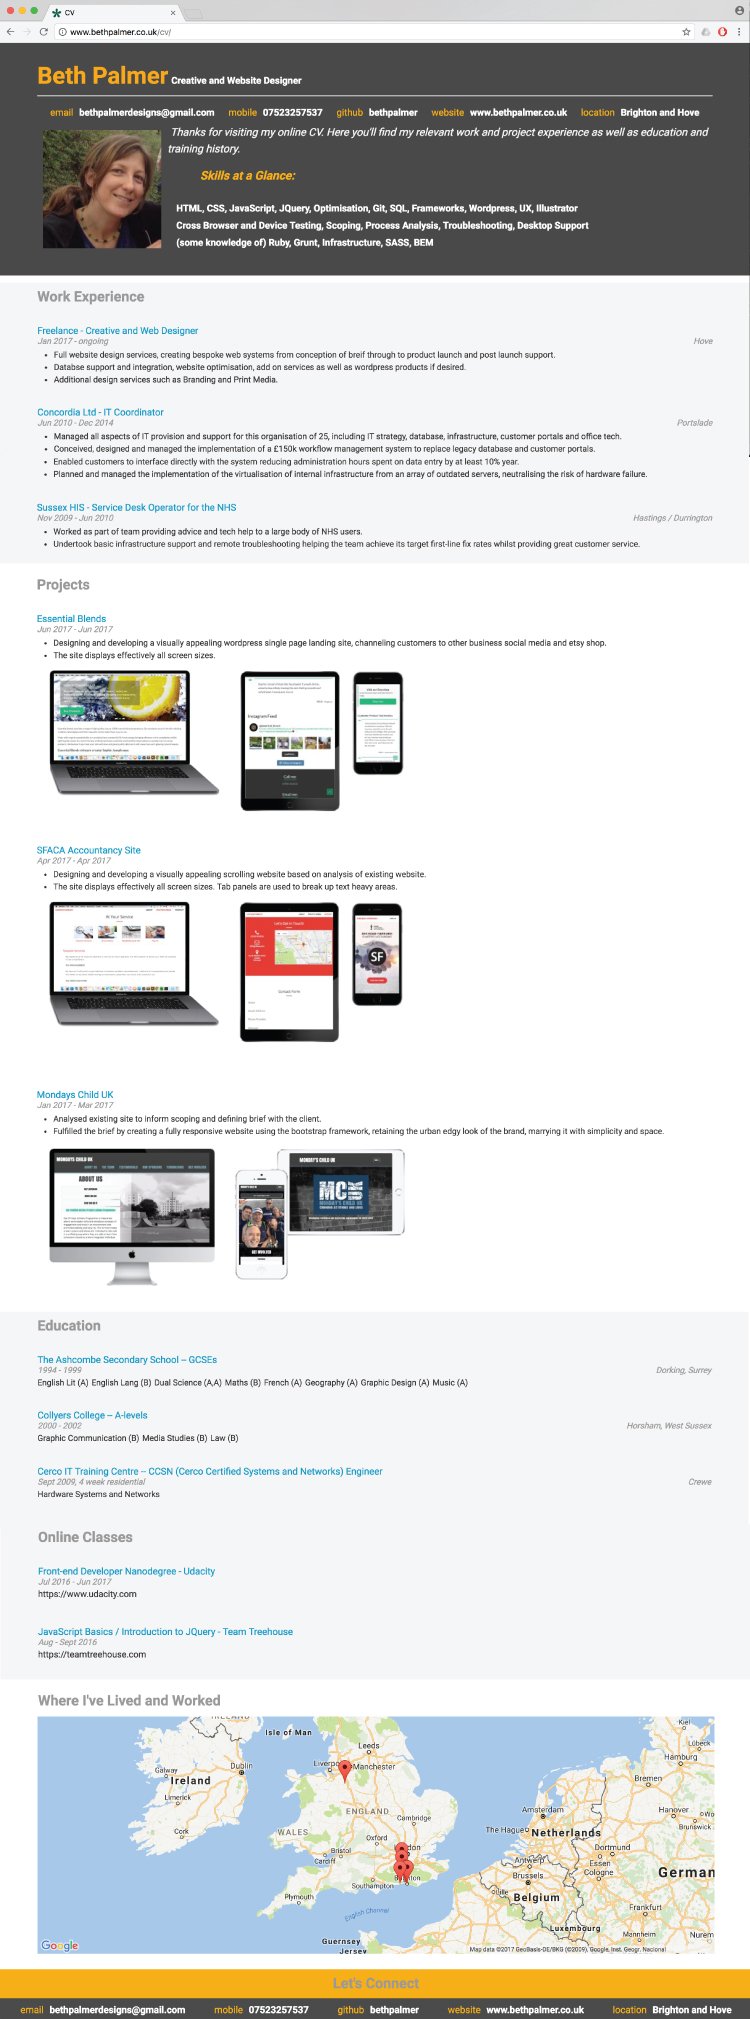 CV
www.bethpalmer.co.uk/cv/
Beth Palmer Creative and Website Designer
email bethpalmerdesigns@gmail.com mobile 07523257537 github bethpalmer website www.bethpalmer.co.uk location Brighton and Hove
Thanks for visiting my online CV. Here you'll find my relevant work and project experience as well as education and
training history.
Skills at a Glance:
HTML, CSS, JavaScript, JQuery, Optimisation, Git, SQL, Frameworks, Wordpress, UX, Illustrator
Cross Browser and Device Testing, Scoping, Process Analysis, Troubleshooting, Desktop Support
(some knowledge of) Ruby, Grunt, Infrastructure, SASS, BEM
Work Experience
Freelance - Creative and Web Designer
Jan 2017 - ongoing Hove
• Full website design services, creating bespoke web systems from conception of breif through to product launch and post launch support.
• Databse support and integration, website optimisation, add on services as well as wordpress products if desired.
• Additional design services such as Branding and Print Media.
Concordia Ltd - IT Coordinator
Jun 2010 - Dec 2014 Portslade
• Managed all aspects of IT provision and support for this organisation of 25, including IT strategy, database, infrastructure, customer portals and office tech.
• Conceived, designed and managed the implementation of a £150k workflow management system to replace legacy database and customer portals.
• Enabled customers to interface directly with the system reducing administration hours spent on data entry by at least 10% year.
• Planned and managed the implementation of the virtualisation of internal infrastructure from an array of outdated servers, neutralising the risk of hardware failure.
Sussex HIS - Service Desk Operator for the NHS
Nov 2009 - Jun 2010 Hastings / Durrington
• Worked as part of team providing advice and tech help to a large body of NHS users.
• Undertook basic infrastructure support and remote troubleshooting helping the team achieve its target first-line fix rates whilst providing great customer service.
Projects
Essential Blends
Jun 2017 - Jun 2017
• Designing and developing a visually appealing wordpress single page landing site, channeling customers to other business social media and etsy shop.
• The site displays effectively all screen sizes.
Instagram Feed
SFACA Accountancy Site
Apr 2017 - Apr 2017
• Designing and developing a visually appealing scrolling website based on analysis of existing website.
• The site displays effectively all screen sizes. Tab panels are used to break up text heavy areas.
At Your Service
Let's Get In Touch
Contact Form
SF
Mondays Child UK
Jan 2017 - Mar 2017
• Analysed existing site to inform scoping and defining brief with the client.
• Fulfilled the brief by creating a fully responsive website using the bootstrap framework, retaining the urban edgy look of the brand, marrying it with simplicity and space.
MONDAYS CHILD UK
ABOUT US
MONDAY'S CHILD UK
MONDAY'S CHILD UK
GET INVOLVED
Education
The Ashcombe Secondary School – GCSEs
1994 - 1999 Dorking, Surrey
English Lit (A) English Lang (B) Dual Science (A,A) Maths (B) French (A) Geography (A) Graphic Design (A) Music (A)
Collyers College – A-levels
2000 - 2002 Horsham, West Sussex
Graphic Communication (B) Media Studies (B) Law (B)
Cerco IT Training Centre – CCSN (Cerco Certified Systems and Networks) Engineer
Sept 2009, 4 week residential Crewe
Hardware Systems and Networks
Online Classes
Front-end Developer Nanodegree - Udacity
Jul 2016 - Jun 2017
https://www.udacity.com
JavaScript Basics / Introduction to JQuery - Team Treehouse
Aug - Sept 2016
https://teamtreehouse.com
Where I've Lived and Worked
IRELAND
Isle of Man
Kiel
Lübeck
Leeds
Hamburg
Galway
Dublin
Manchester
Ireland
Bremen
Limerick
ENGLAND
Amsterdam
Hanover
Cork
WALES
Cambridge
The Hague
Netherlands
Brunswick
Oxford
Bristol
Cardiff
Dortmund
Antwerp
Essen
Cologne
Southampton
Brussels
German
Plymouth
Lille
Belgium
English Channel
Frankfurt
Luxembourg
Guernsey
Mannheim
Nurem
Jersey
Google
Map data ©2017 GeoBasis-DE/BKG (©2009), Google, Inst. Geogr. Nacional
Let's Connect
email bethpalmerdesigns@gmail.com mobile 07523257537 github bethpalmer website www.bethpalmer.co.uk location Brighton and Hove